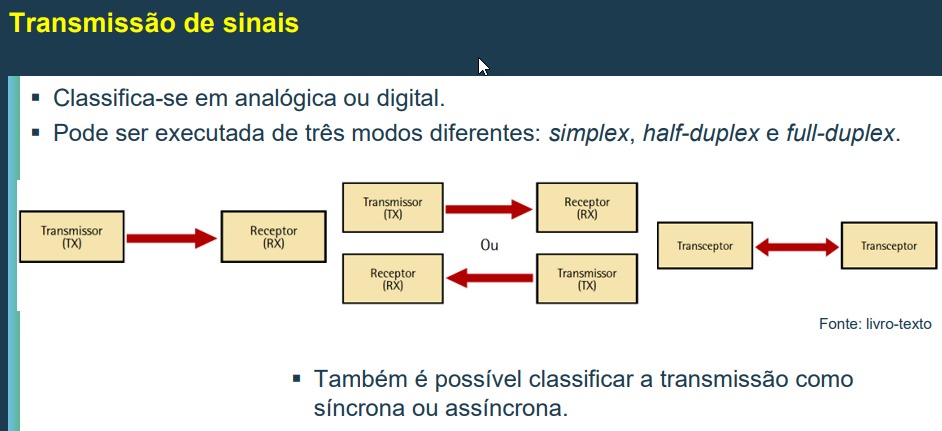 Transmissão de sinais
▪ Classifica-se em analógica ou digital.
▪ Pode ser executada de três modos diferentes: simplex, half-duplex e full-duplex.
Transmissor
(TX)
Receptor
(RX)
Transmissor
(TX)
Receptor
(RX)
Ou
Receptor
(RX)
Transmissor
(TX)
Transceptor
Transceptor
Fonte: livro-texto
▪ Também é possível classificar a transmissão como
síncrona ou assíncrona.